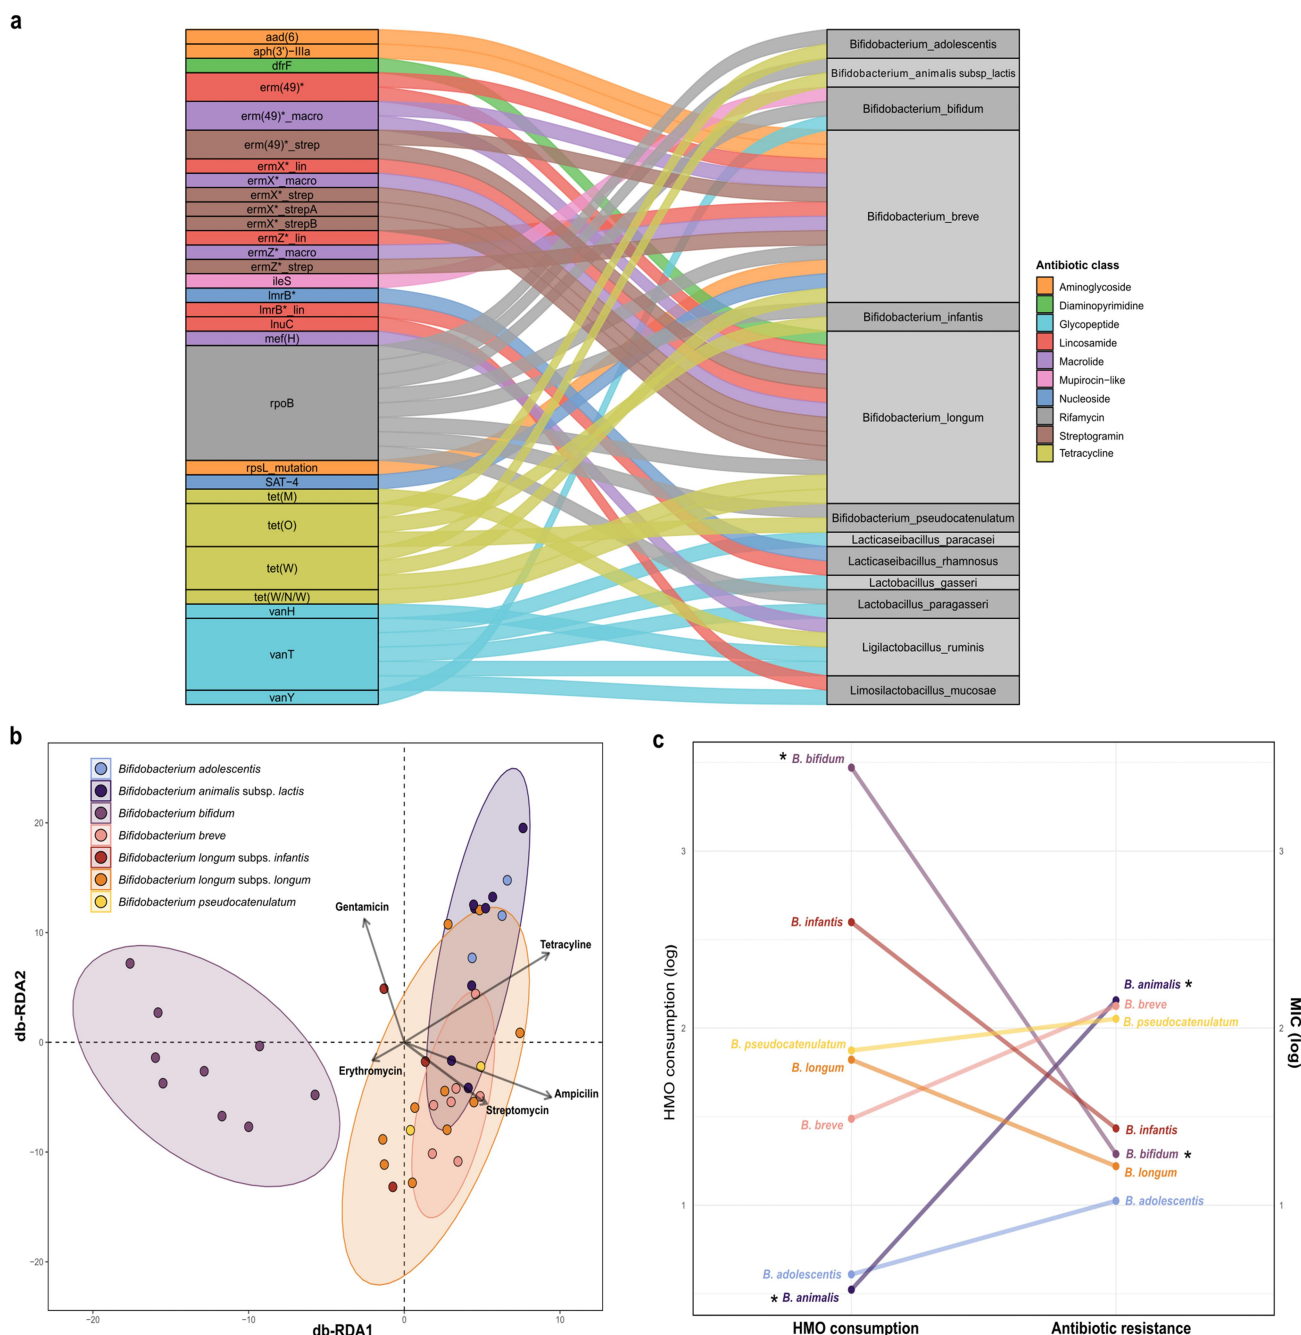 a
aad(6)
aph(3')−IIIa
dfrF
erm(49)*
erm(49)*_macro
erm(49)*_strep
ermX*_lin
ermX*_macro
ermX*_strep
ermX*_strepA
ermX*_strepB
ermZ*_lin
ermZ*_macro
ermZ*_strep
ileS
lmrB*
lmrB*_lin
lnuC
mef(H)
rpoB
rpsL_mutation
SAT−4
tet(M)
tet(O)
tet(W)
tet(W/N/W)
vanH
vanT
vanY
Bifidobacterium_adolescentis
Bifidobacterium_animalis subsp_lactis
Bifidobacterium_bifidum
Bifidobacterium_breve
Bifidobacterium_infantis
Bifidobacterium_longum
Bifidobacterium_pseudocatenulatum
Lacticaseibacillus_paracasei
Lacticaseibacillus_rhamnosus
Lactobacillus_gasseri
Lactobacillus_paragasseri
Ligilactobacillus_ruminis
Limosilactobacillus_mucosae
Antibiotic class
Aminoglycoside
Diaminopyrimidine
Glycopeptide
Lincosamide
Macrolide
Mupirocin−like
Nucleoside
Rifamycin
Streptogramin
Tetracycline
b
Bifidobacterium adolescentis
Bifidobacterium animalis subsp. lactis
Bifidobacterium bifidum
Bifidobacterium breve
Bifidobacterium longum subps. infantis
Bifidobacterium longum subps. longum
Bifidobacterium pseudocatenulatum
Gentamicin
Tetracyline
Erythromycin
Ampicilin
Streptomycin
db-RDA2
20
10
0
−10
−20
−20
−10
0
10
db-RDA1
c
* B. bifidum
B. infantis
B. pseudocatenulatum
B. longum
B. breve
B. adolescentis
* B. animalis
B. animalis *
B. breve
B. pseudocatenulatum
B. infantis
B. bifidum *
B. longum
B. adolescentis
HMO consumption (log)
3
2
1
MIC (log)
3
2
1
HMO consumption
Antibiotic resistance